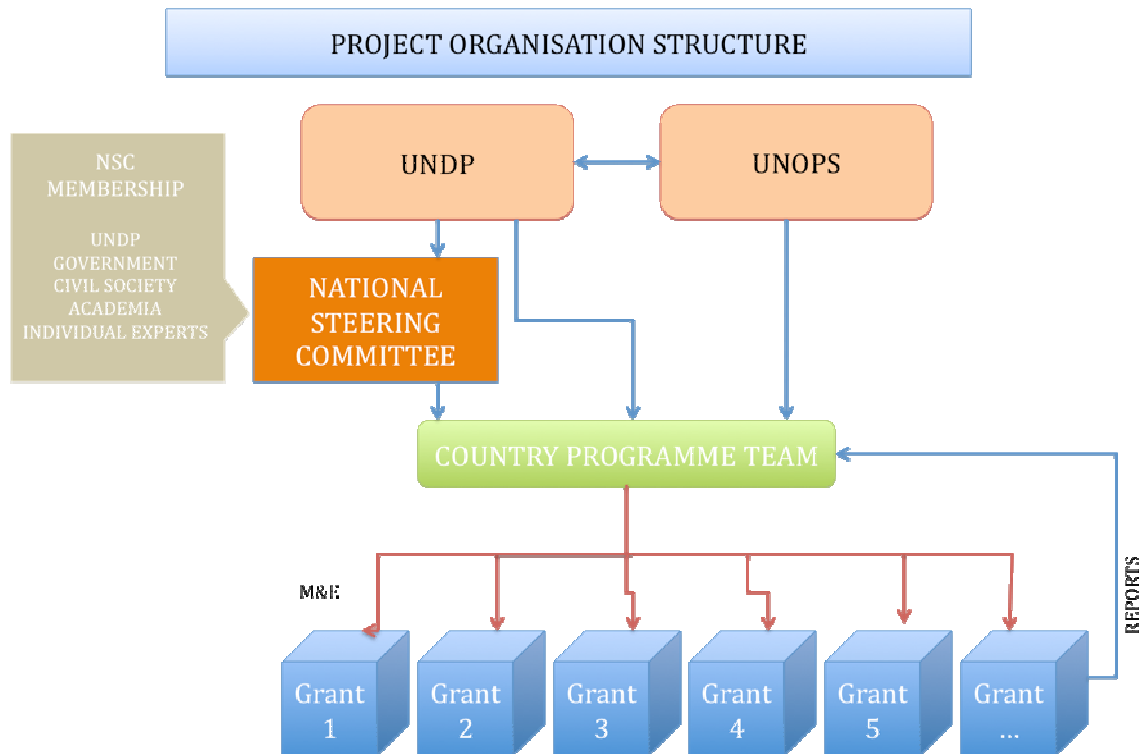 PROJECT ORGANISATION STRUCTURE
UNDP
UNOPS
NSC
MEMBERSHIP
UNDP
GOVERNMENT
CIVIL SOCIETY
ACADEMIA
INDIVIDUAL EXPERTS
NATIONAL
STEERING
COMMITTEE
COUNTRY PROGRAMME TEAM
M&E
REPORTS
Grant
1
Grant
2
Grant
3
Grant
4
Grant
5
Grant
...